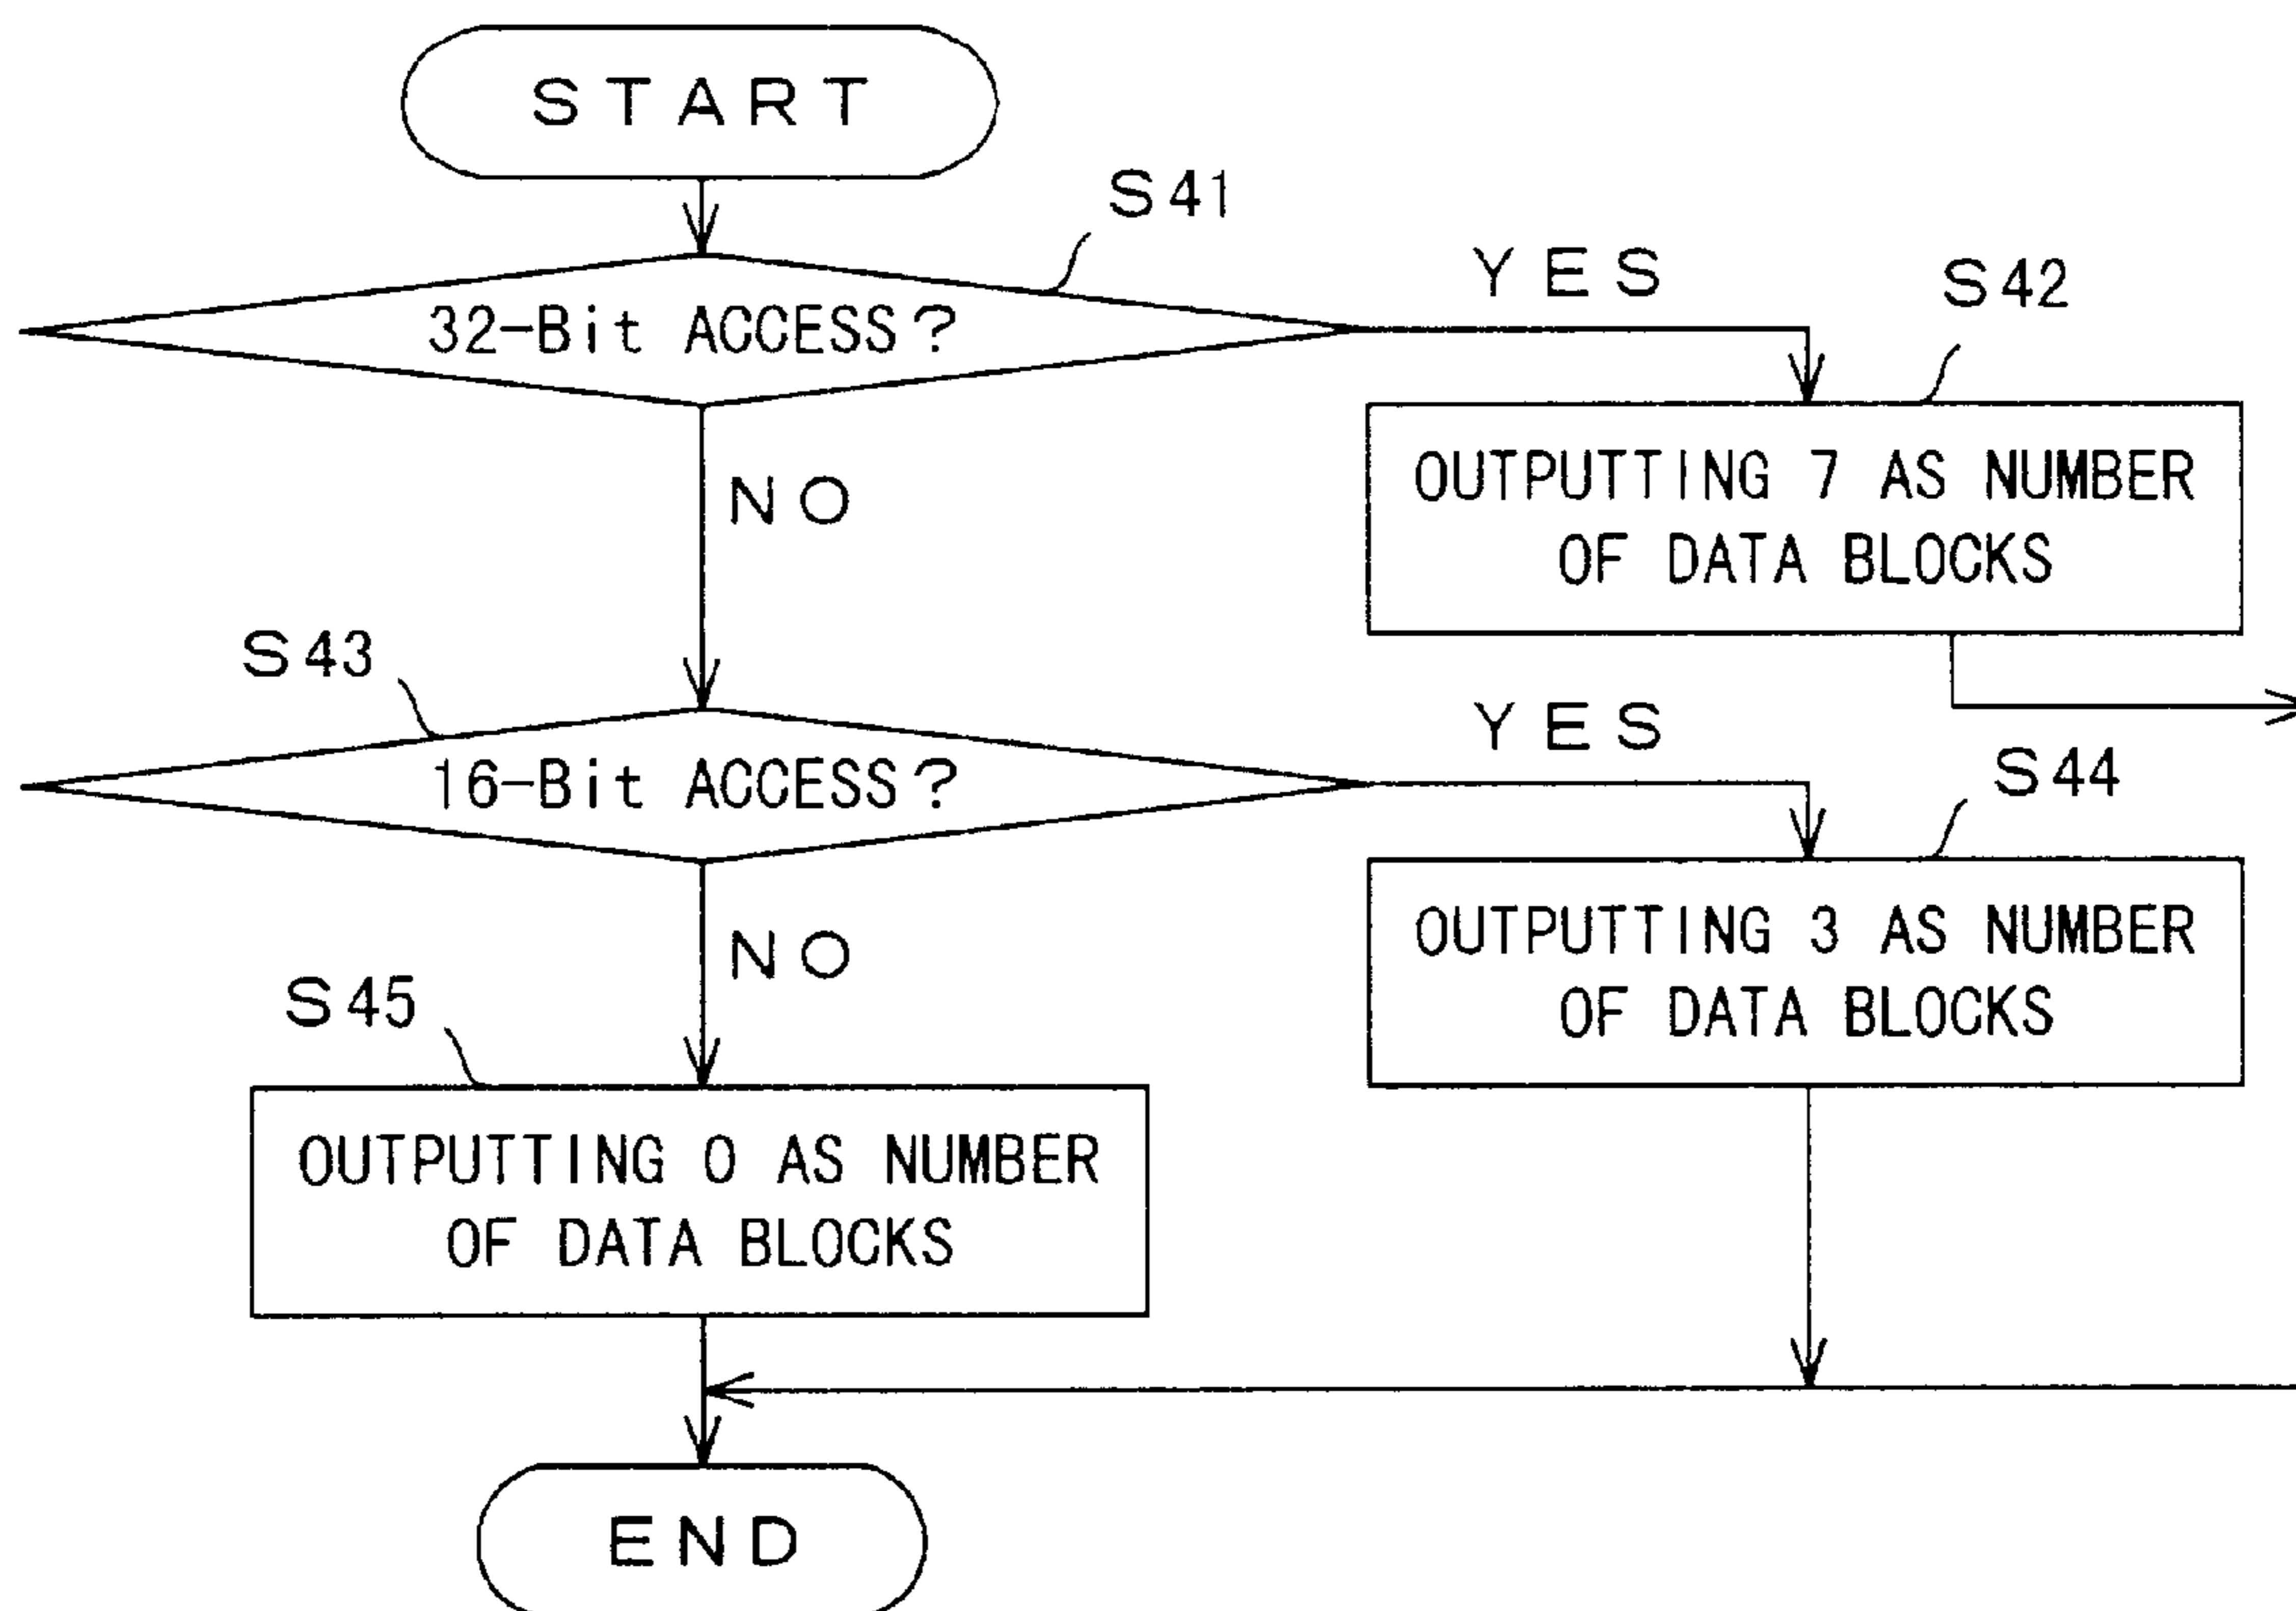 START
S41
32-Bit ACCESS?
YES
S42
OUTPUTTING 7 AS NUMBER
OF DATA BLOCKS
NO
S43
16-Bit ACCESS?
YES
S44
OUTPUTTING 3 AS NUMBER
OF DATA BLOCKS
NO
S45
OUTPUTTING 0 AS NUMBER
OF DATA BLOCKS
END